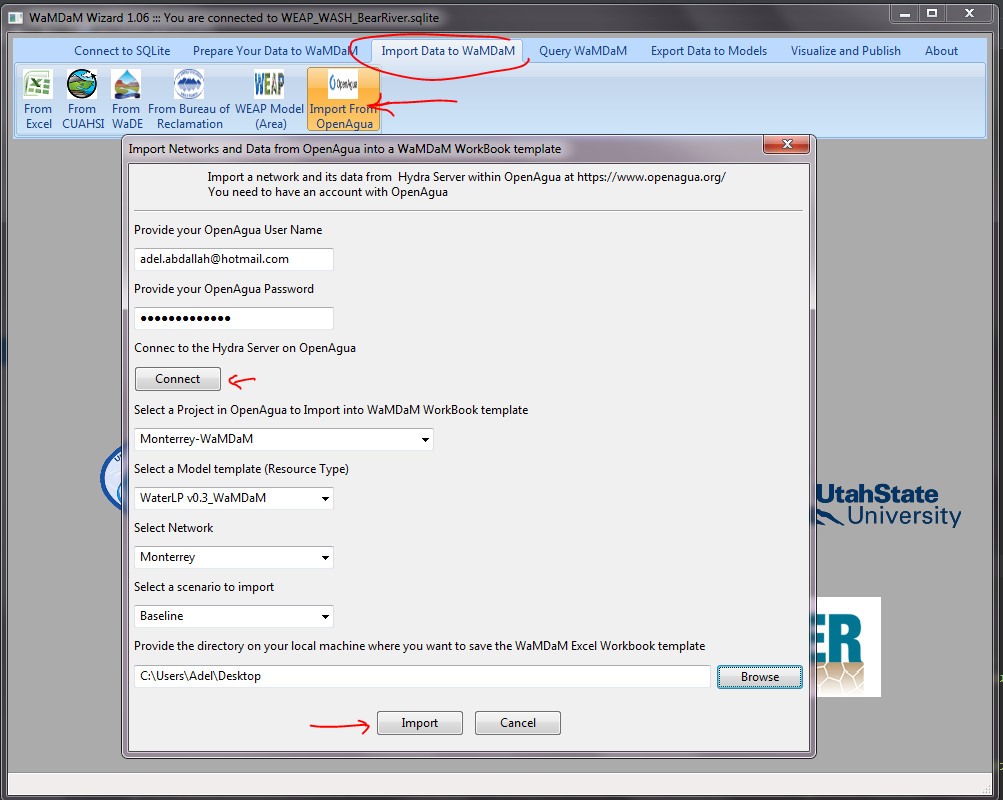 WaMDaM Wizard 1.06 ::: You are connected to WEAP_WASH_BearRiver.sqlite
Connect to SQLite Prepare Your Data to WaMDaM Import Data to WaMDaM Query WaMDaM Export Data to Models Visualize and Publish About
WEAP OpenAgua
From From From From Bureau of WEAP Model Import From
Excel CUAHSI WaDE Reclamation (Area) OpenAgua
Import Networks and Data from OpenAgua into a WaMDaM WorkBook template
Import a network and its data from Hydra Server within OpenAgua at https://www.openagua.org/
You need to have an account with OpenAgua
Provide your OpenAgua User Name
adel.abdallah@hotmail.com
Provide your OpenAgua Password
Connec to the Hydra Server on OpenAgua
Connect
Select a Project in OpenAgua to Import into WaMDaM WorkBook template
Monterrey-WaMDaM
Select a Model template (Resource Type)
WaterLP v0.3_WaMDaM
UtahState
University
Select Network
Monterrey
Select a scenario to import
Baseline
ER
Provide the directory on your local machine where you want to save the WaMDaM Excel Workbook template
C:\Users\Adel\Desktop
Browse
Import Cancel